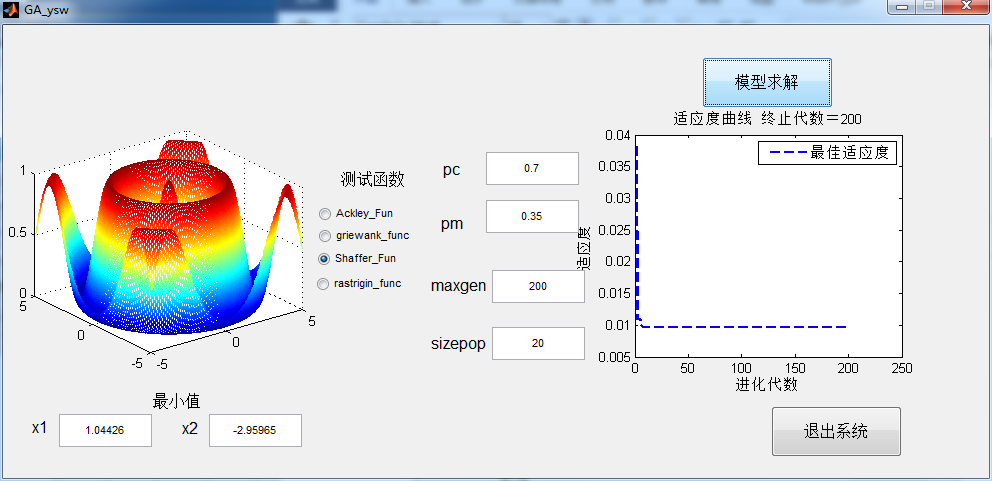 GA_ysw
模型求解
适应度曲线 终止代数＝200
测试函数
Ackley_Fun
griewank_func
Shaffer_Fun
rastrigin_func
pc
0.7
pm
0.35
maxgen
200
sizepop
20
1
0.5
0
5
0
-5
-5
0
5
最小值
x1
1.04426
x2
-2.95965
适应度
0.04
0.035
0.03
0.025
0.02
0.015
0.01
0.005
最佳适应度
0
50
100
150
200
250
进化代数
退出系统